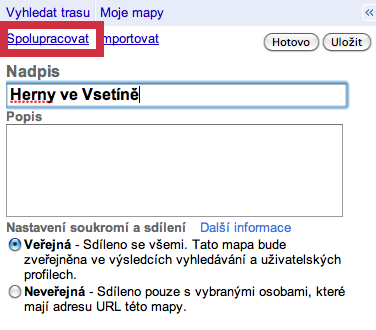 Vyhledat trasu | Moje mapy «
Spolupracovat Importovat Hotovo Uložit
Nadpis
Herny ve Vsetíně
Popis
Nastavení soukromí a sdílení Další informace
Veřejná - Sdíleno se všemi. Tato mapa bude
zveřejněna ve výsledcích vyhledávání a uživatelských
profilech.
Neveřejná - Sdíleno pouze s vybranými osobami, které
mají adresu URL této mapy.